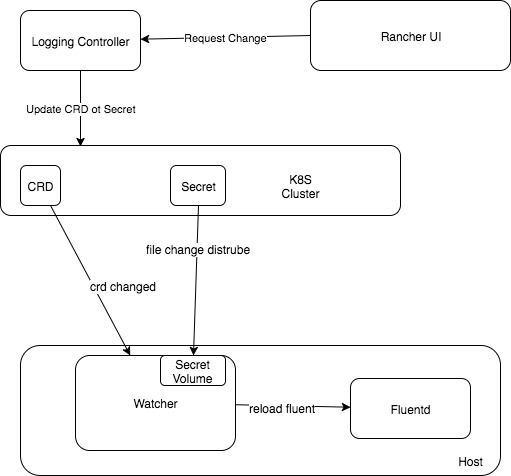 Rancher UI
Logging Controller
Request Change
Update CRD ot Secret
K8S
Cluster
CRD
Secret
file change distrube
crd changed
Secret
Volume
Watcher
reload fluent
Fluentd
Host